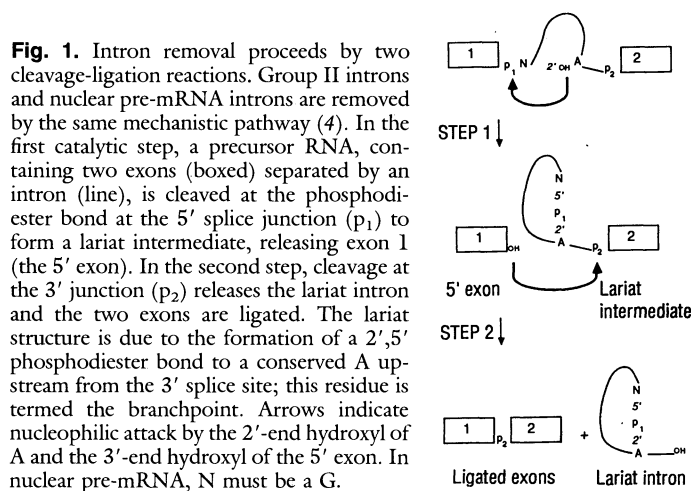 Fig. 1. Intron removal proceeds by two
cleavage-ligation reactions. Group II introns
and nuclear pre-mRNA introns are removed
by the same mechanistic pathway (4). In the
first catalytic step, a precursor RNA, con-
taining two exons (boxed) separated by an
intron (line), is cleaved at the phosphodi-
ester bond at the 5′ splice junction (p₁) to
form a lariat intermediate, releasing exon 1
(the 5′ exon). In the second step, cleavage at
the 3′ junction (p₂) releases the lariat intron
and the two exons are ligated. The lariat
structure is due to the formation of a 2′,5′
phosphodiester bond to a conserved A up-
stream from the 3′ splice site; this residue is
termed the branchpoint. Arrows indicate
nucleophilic attack by the 2′-end hydroxyl of
A and the 3′-end hydroxyl of the 5′ exon. In
nuclear pre-mRNA, N must be a G.
1 p₁ N 2′ OH A p₂ 2
STEP 1
N
5′
p₁
2′
1 OH A p₂ 2
5′ exon Lariat
intermediate
STEP 2
N
5′
p₁
2′
1 p₂ 2 + A OH
Ligated exons Lariat intron